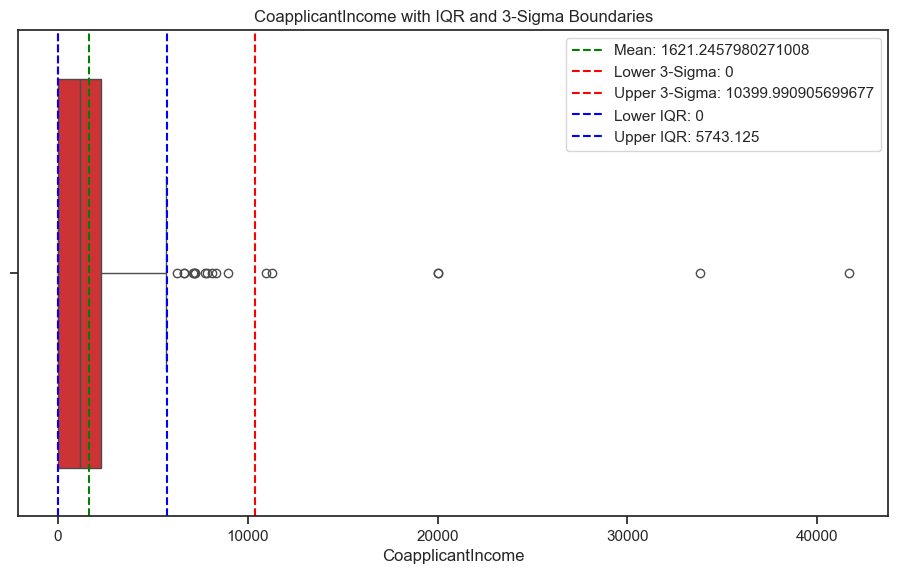 CoapplicantIncome with IQR and 3-Sigma Boundaries
Mean: 1621.2457980271008
Lower 3-Sigma: 0
Upper 3-Sigma: 10399.990905699677
Lower IQR: 0
Upper IQR: 5743.125
0 10000 20000 30000 40000
CoapplicantIncome